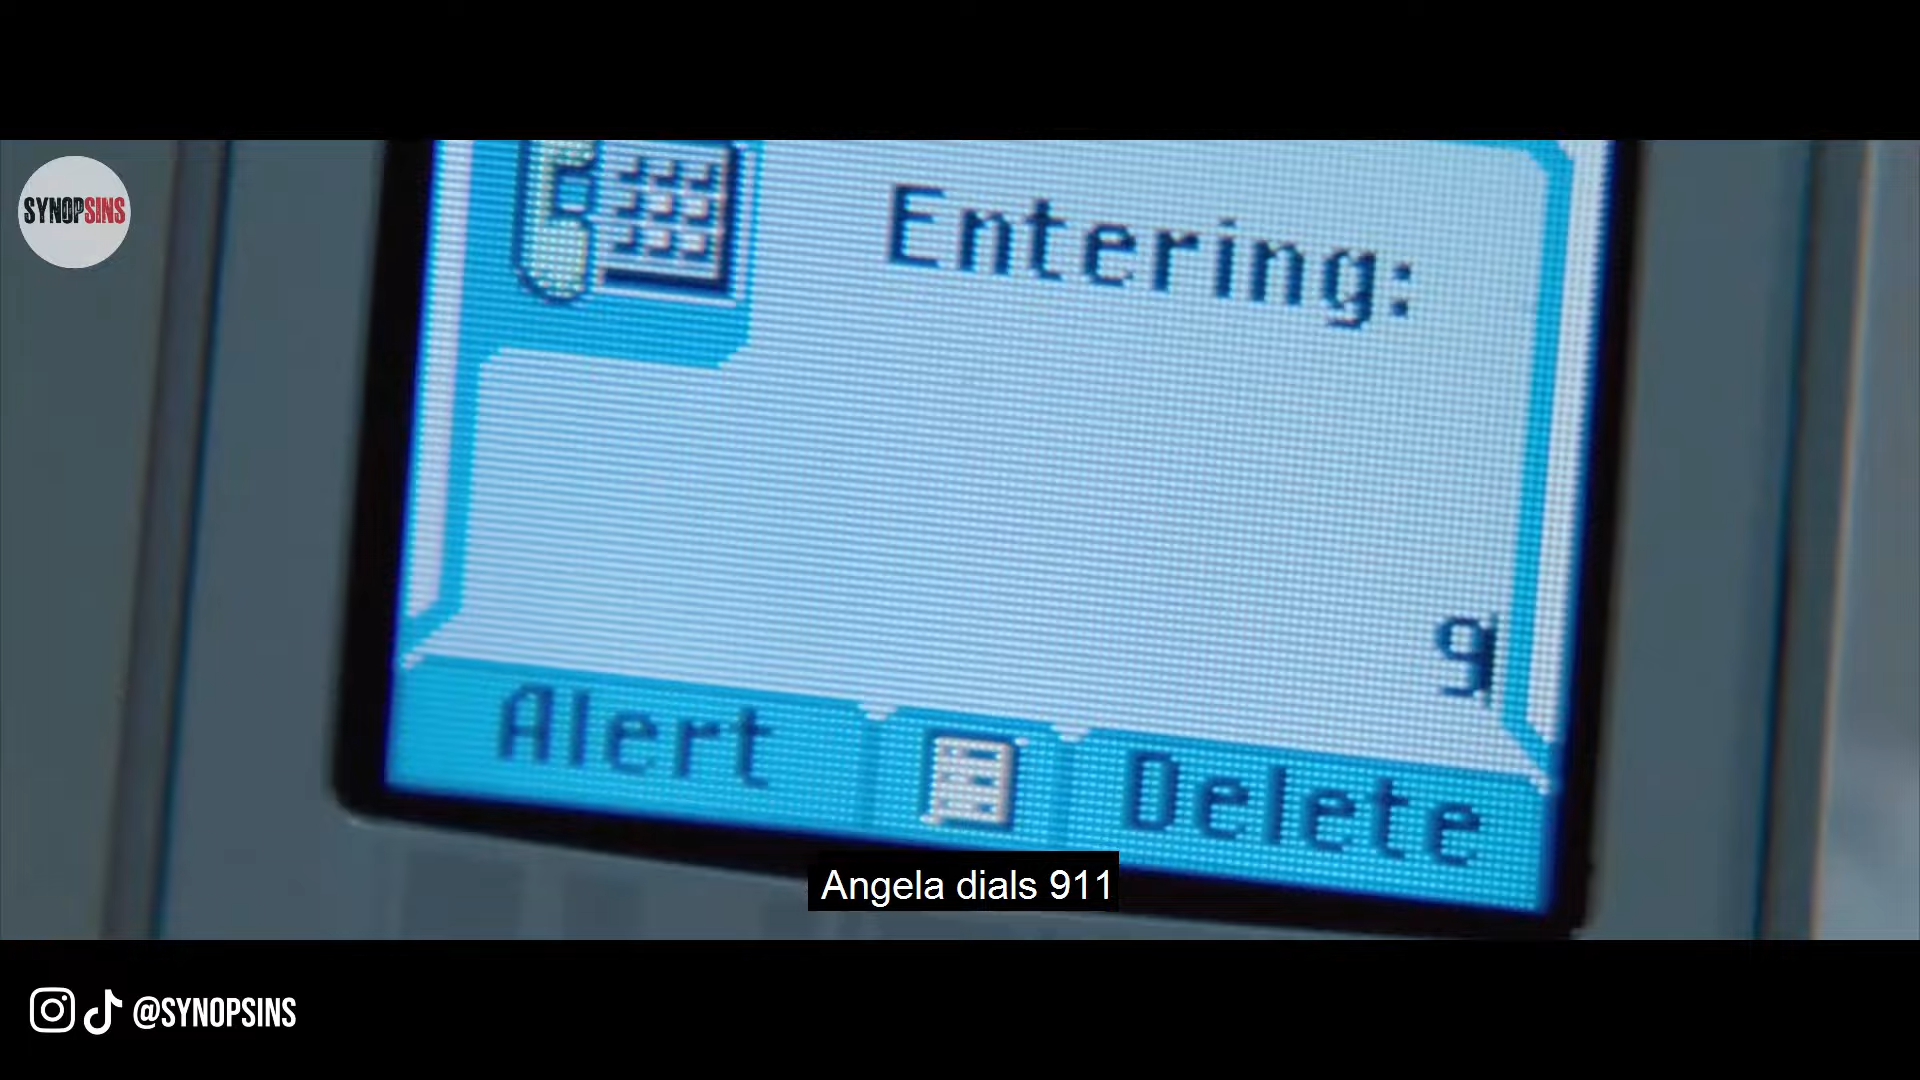 SYNOPSINS
Entering:
9
Alert
Delete
Angela dials 911
@SYNOPSINS